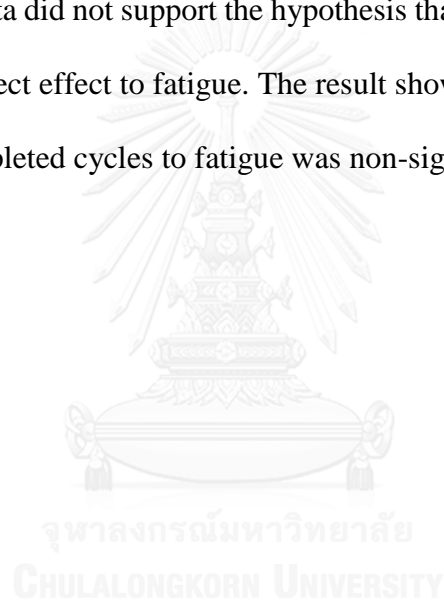 ta did not support the hypothesis tha
ect effect to fatigue. The result show
pleted cycles to fatigue was non-sig
จุฬาลงกรณ์มหาวิทยาลัย
CHULALONGKORN UNIVERSITY